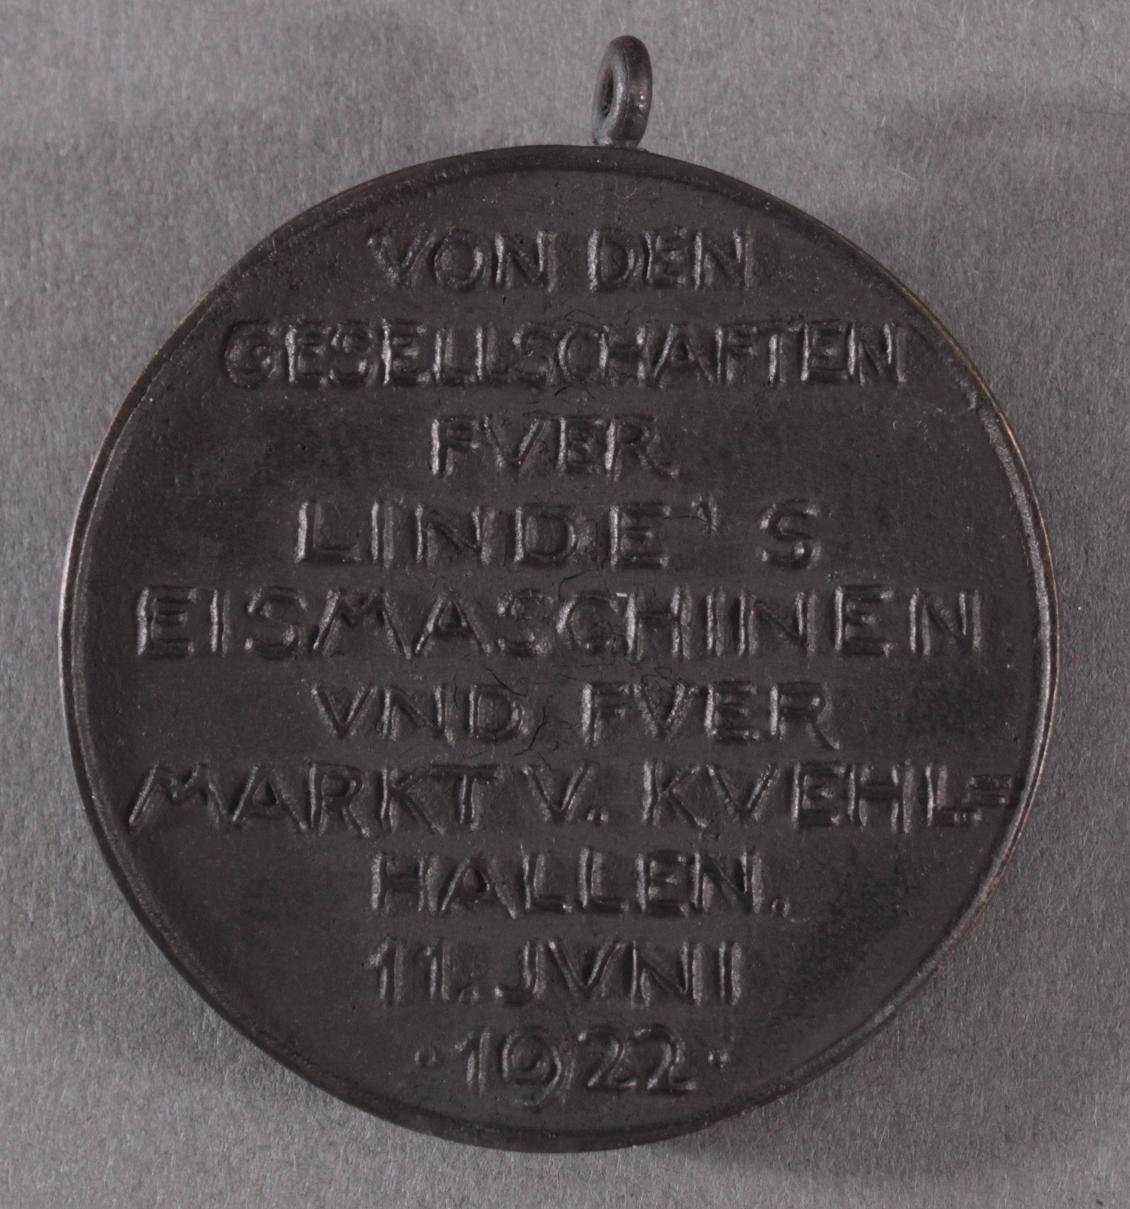 VON DEN
GESELLSCHAFTEN
FVER
LINDE'S
EISMASCHINEN
VND FVER
MARKT V. KVEHL=
HALLEN.
11. JVNI
·1922·